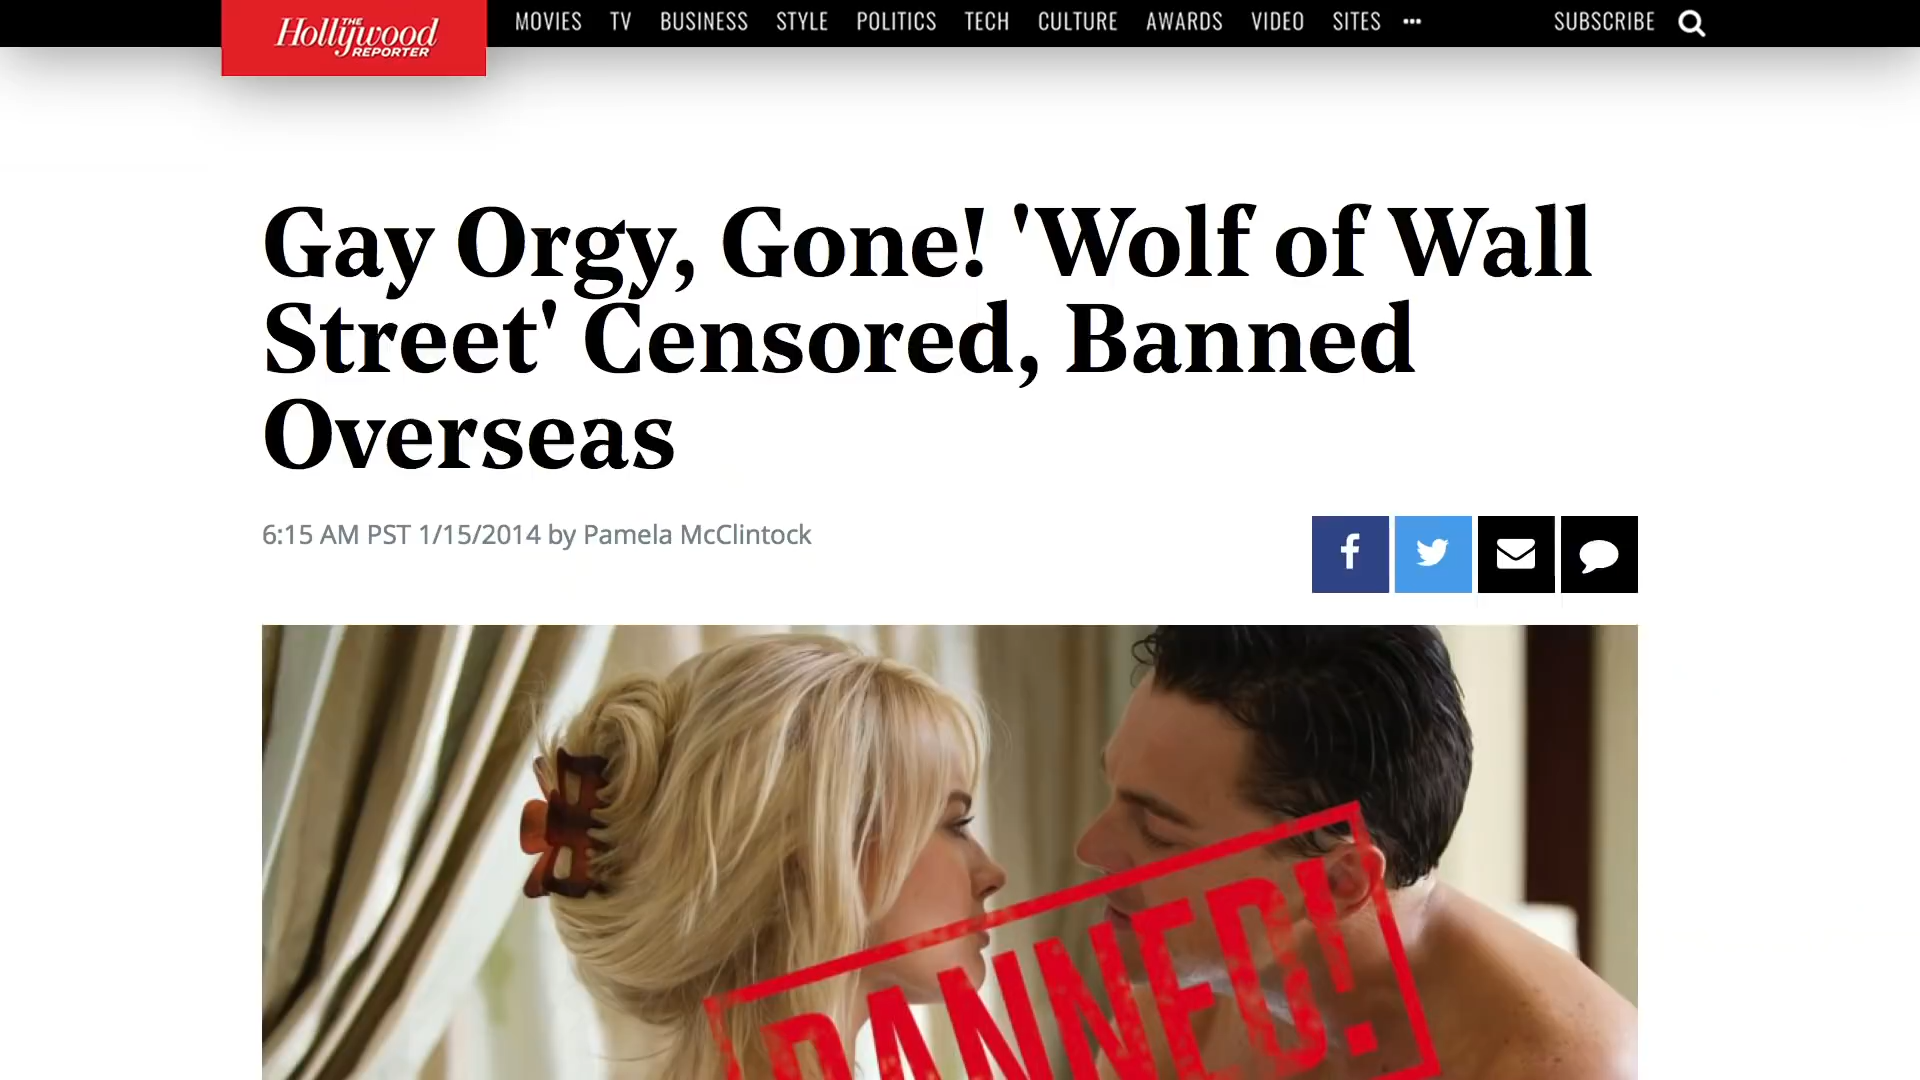 THE
Hollywood
REPORTER
MOVIES TV BUSINESS STYLE POLITICS TECH CULTURE AWARDS VIDEO SITES ••• SUBSCRIBE
Gay Orgy, Gone! 'Wolf of Wall
Street' Censored, Banned
Overseas
6:15 AM PST 1/15/2014 by Pamela McClintock
BANNED!